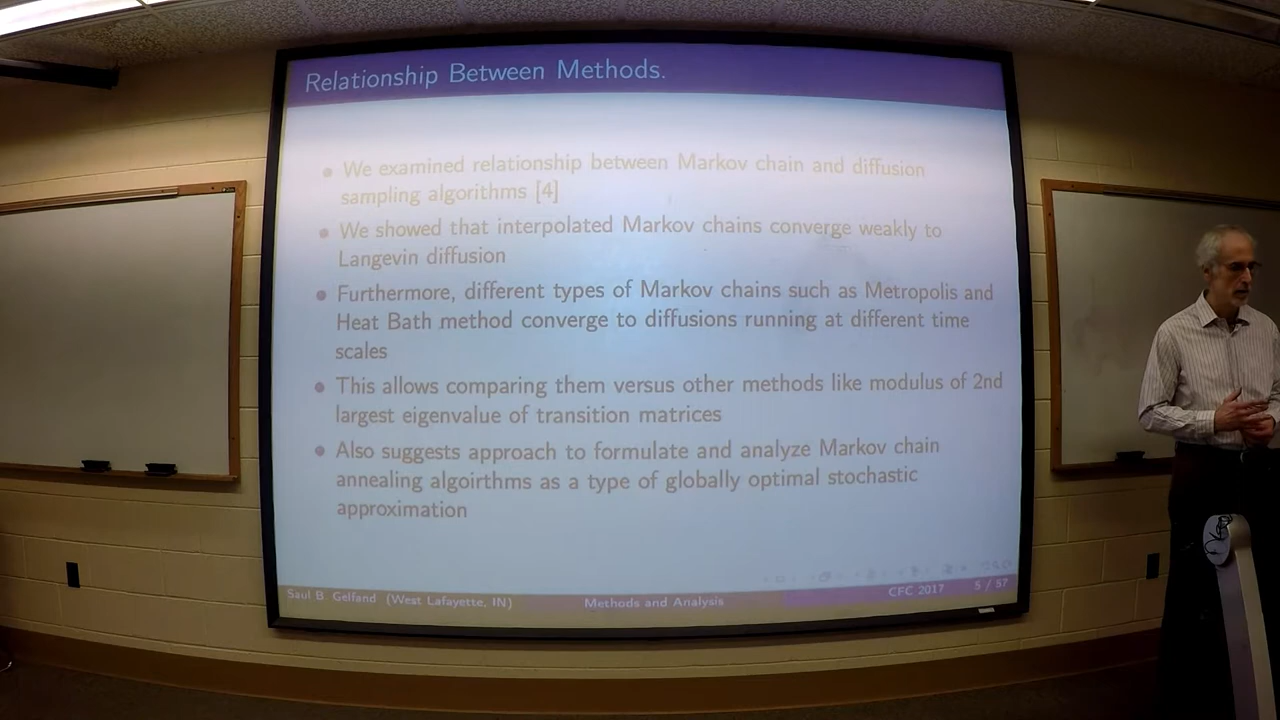 Relationship Between Methods.
We examined relationship between Markov chain and diffusion
sampling algorithms [4]
We showed that interpolated Markov chains converge weakly to
Langevin diffusion
Furthermore, different types of Markov chains such as Metropolis and
Heat Bath method converge to diffusions running at different time
scales
This allows comparing them versus other methods like modulus of 2nd
largest eigenvalue of transition matrices
Also suggests approach to formulate and analyze Markov chain
annealing algoirthms as a type of globally optimal stochastic
approximation
Saul B. Gelfand (West Lafayette, IN) Methods and Analysis CFC 2017 5 / 57